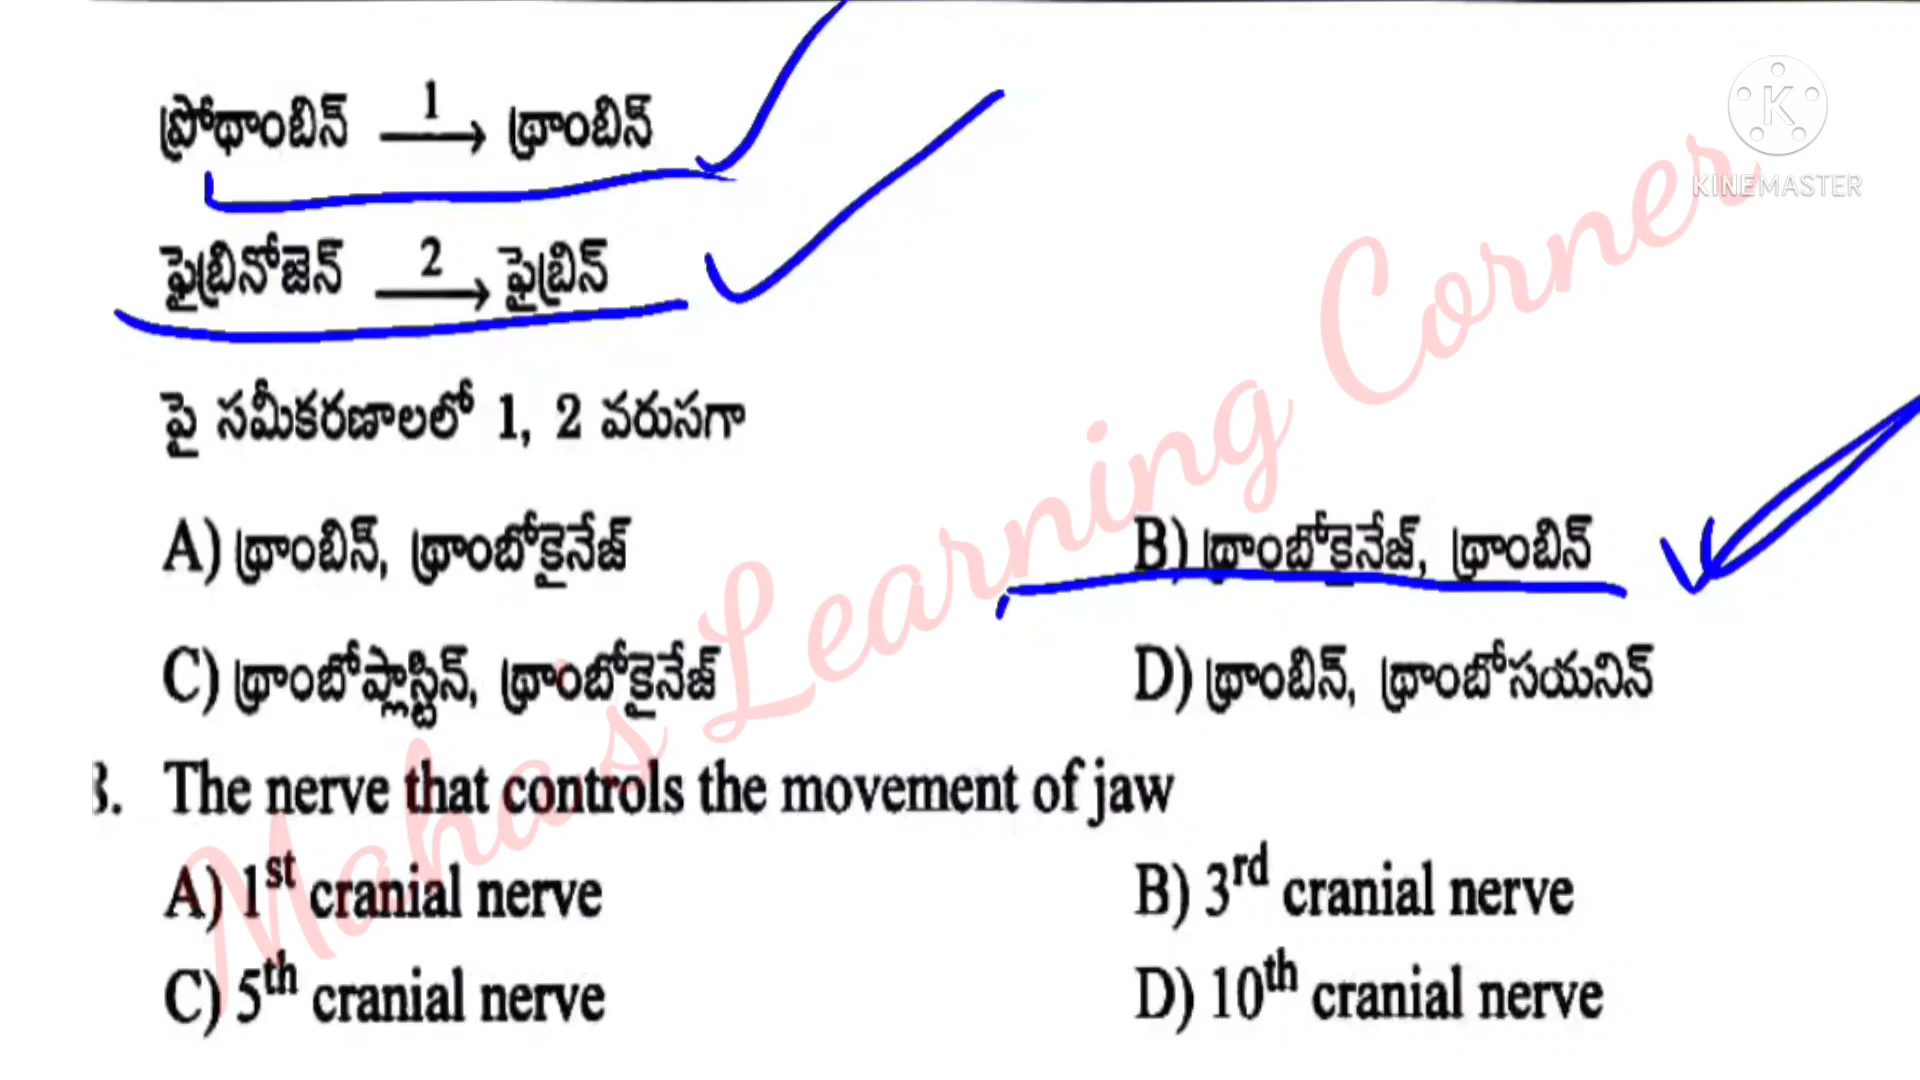 ప్రోథాంబిన్ 1 → థ్రాంబిన్
ఫైబ్రినోజెన్ 2 → ఫైబ్రిన్
పై సమీకరణాలలో 1, 2 వరుసగా
A) థ్రాంబిన్, థ్రాంబోకైనేజ్
B) థ్రాంబోకైనేజ్, థ్రాంబిన్
C) థ్రాంబోప్లాస్టిన్, థ్రాంబోకైనేజ్
D) థ్రాంబిన్, థ్రాంబోసయనిన్
3. The nerve that controls the movement of jaw
A) 1st cranial nerve
B) 3rd cranial nerve
C) 5th cranial nerve
D) 10th cranial nerve
Maha's Learning Corner
K
KINEMASTER